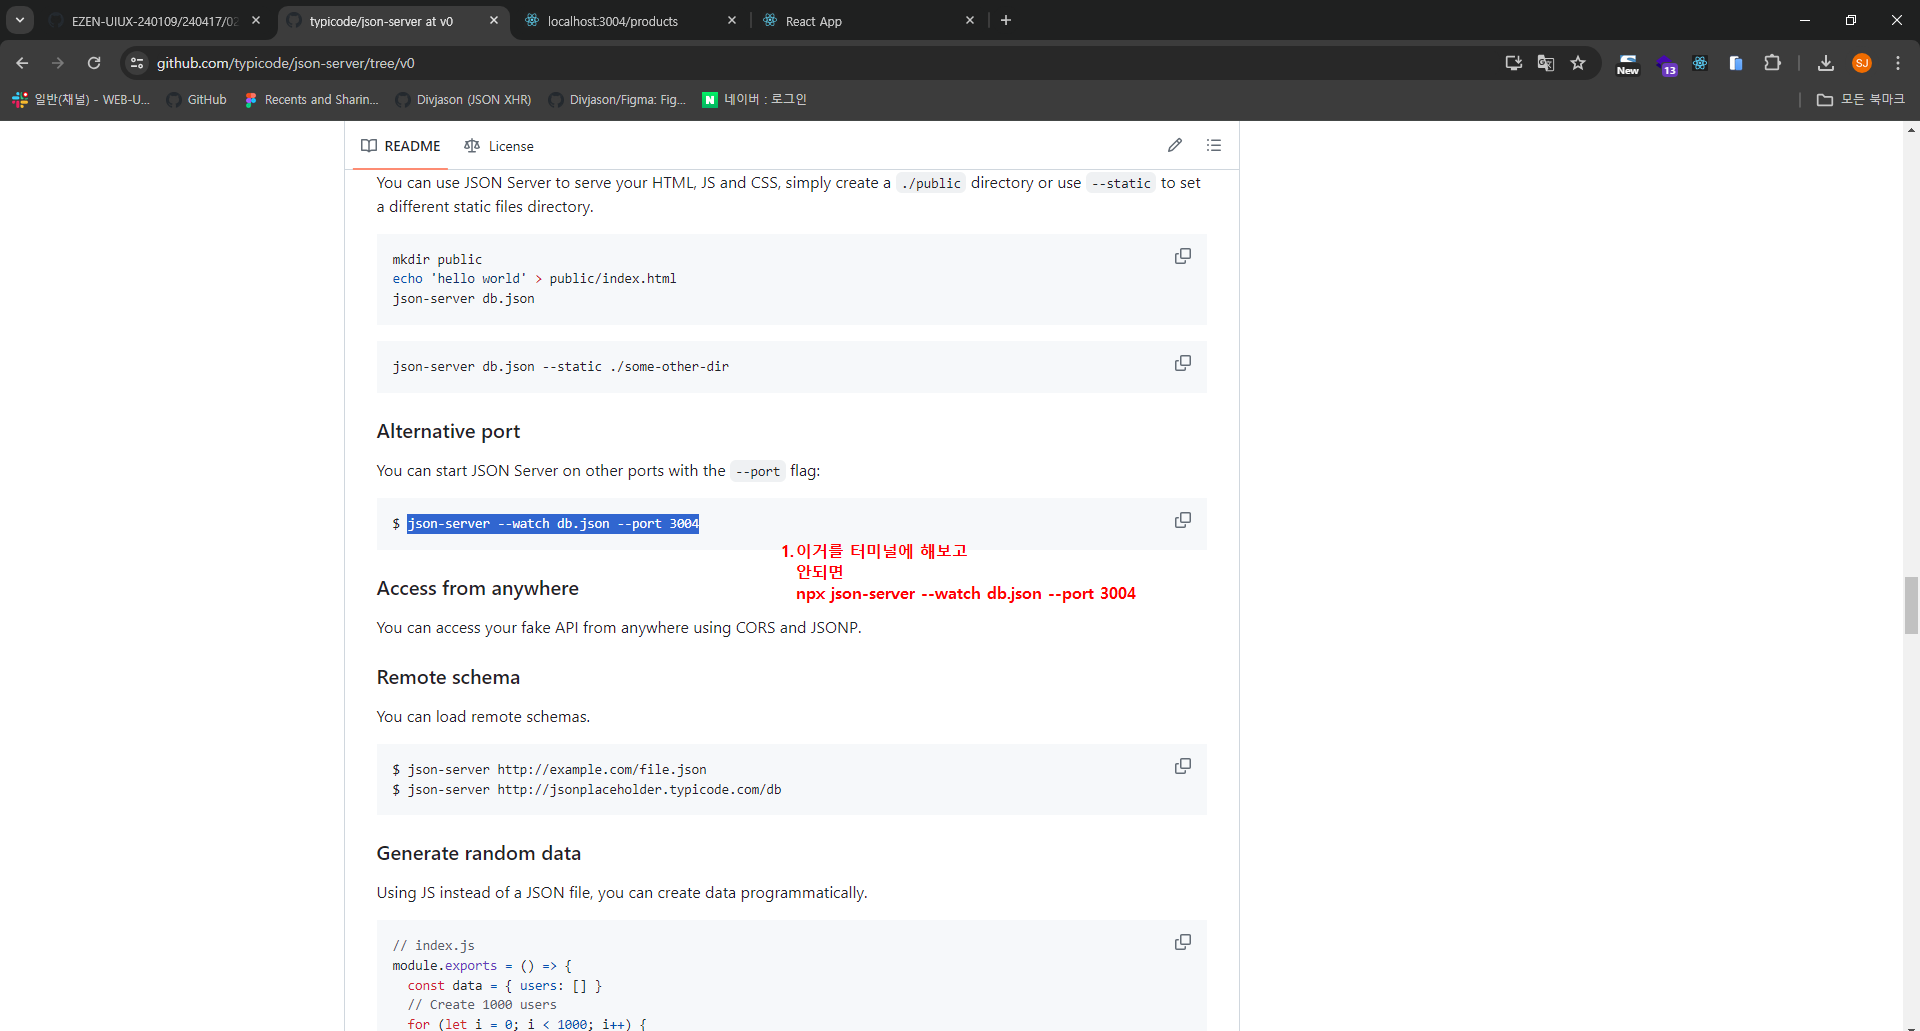 EZEN-UIUX-240109/240417/02
typicode/json-server at v0
localhost:3004/products
React App
github.com/typicode/json-server/tree/v0
New
13
SJ
일반(채널) - WEB-U...
GitHub
Recents and Sharin...
Divjason (JSON XHR)
Divjason/Figma: Fig...
N
네이버 : 로그인
모든 북마크
README
License
You can use JSON Server to serve your HTML, JS and CSS, simply create a ./public directory or use --static to set
a different static files directory.
mkdir public
echo 'hello world' > public/index.html
json-server db.json
json-server db.json --static ./some-other-dir
Alternative port
You can start JSON Server on other ports with the --port flag:
$ json-server --watch db.json --port 3004
1. 이거를 터미널에 해보고
안되면
npx json-server --watch db.json --port 3004
Access from anywhere
You can access your fake API from anywhere using CORS and JSONP.
Remote schema
You can load remote schemas.
$ json-server http://example.com/file.json
$ json-server http://jsonplaceholder.typicode.com/db
Generate random data
Using JS instead of a JSON file, you can create data programmatically.
// index.js
module.exports = () => {
const data = { users: [] }
// Create 1000 users
for (let i = 0; i < 1000; i++) {